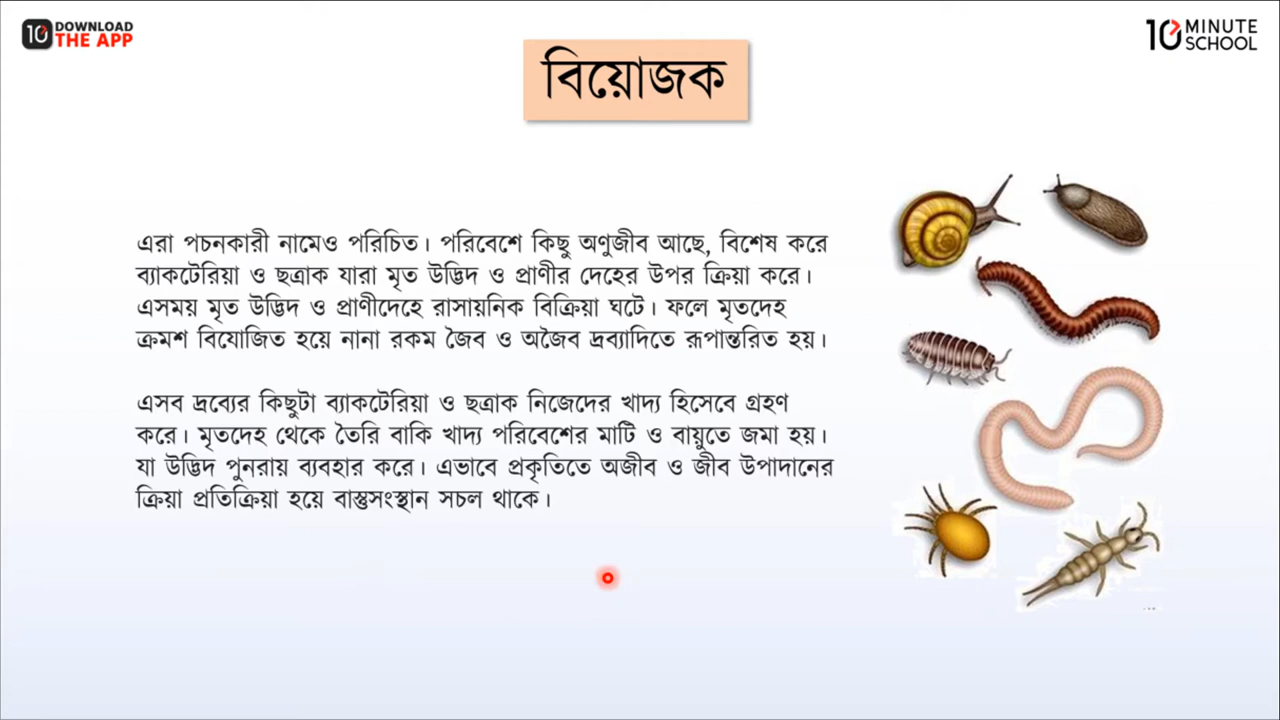 DOWNLOAD
THE APP
10 MINUTE
SCHOOL
বিয়োজক
এরা পচনকারী নামেও পরিচিত। পরিবেশে কিছু অণুজীব আছে, বিশেষ করে
ব্যাকটেরিয়া ও ছত্রাক যারা মৃত উদ্ভিদ ও প্রাণীর দেহের উপর ক্রিয়া করে।
এসময় মৃত উদ্ভিদ ও প্রাণীদেহে রাসায়নিক বিক্রিয়া ঘটে। ফলে মৃতদেহ
ক্রমশ বিযোজিত হয়ে নানা রকম জৈব ও অজৈব দ্রব্যাদিতে রূপান্তরিত হয়।
এসব দ্রব্যের কিছুটা ব্যাকটেরিয়া ও ছত্রাক নিজেদের খাদ্য হিসেবে গ্রহণ
করে। মৃতদেহ থেকে তৈরি বাকি খাদ্য পরিবেশের মাটি ও বায়ুতে জমা হয়।
যা উদ্ভিদ পুনরায় ব্যবহার করে। এভাবে প্রকৃতিতে অজীব ও জীব উপাদানের
ক্রিয়া প্রতিক্রিয়া হয়ে বাস্তুসংস্থান সচল থাকে।